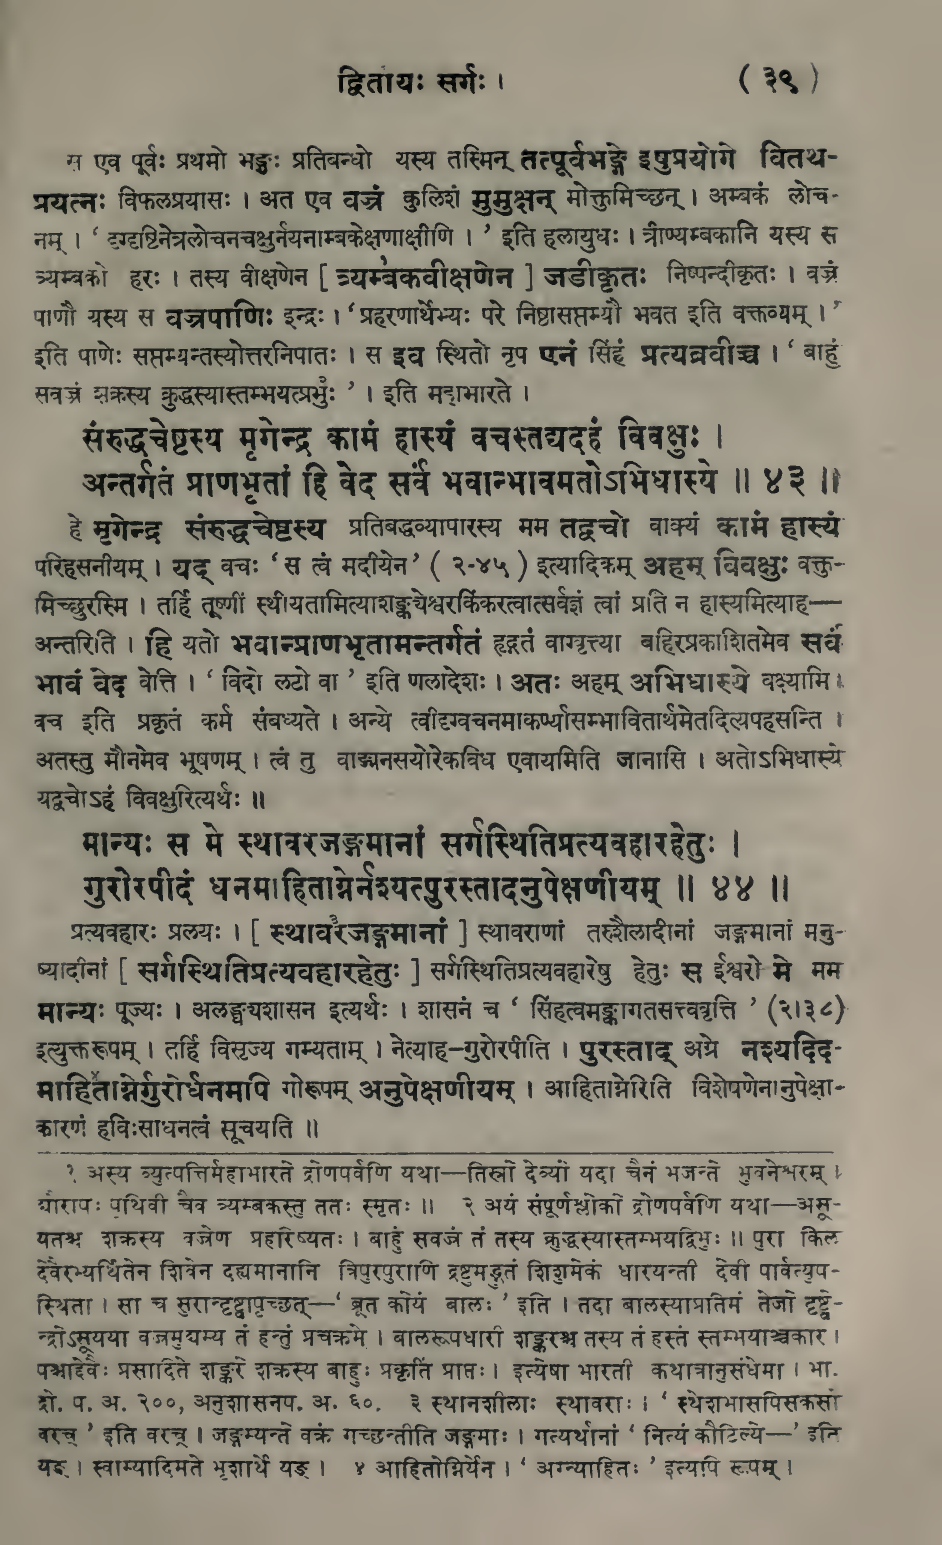 द्वितीयः सर्गः ।
( ३९ )
स एव पूर्वः प्रथमो भङ्गः प्रतिबन्धो यस्य तस्मिन् तत्पूर्वभङ्गे इषुप्रयोगे वितथ-
प्रयत्नः विफलप्रयासः । अत एव वज्रं कुलिशं मुमुक्षन् मोक्तुमिच्छन् । अम्बकं लोच-
नम् । ‘ दृग्दृष्टिनेत्रलोचनचक्षुर्नयनाम्बकेक्षणाक्षीणि । ’ इति हलायुधः । त्रीण्यम्बकानि यस्य स
त्र्यम्बको हरः । तस्य वीक्षणेन [ त्र्यम्बकवीक्षणेन ] जडीकृतः निष्पन्दीकृतः । वज्रं
पाणौ यस्य स वज्रपाणिः इन्द्रः । ‘ प्रहरणार्थेभ्यः परे निष्ठासप्तम्यौ भवत इति वक्तव्यम् । ’
इति पाणेः सप्तम्यन्तस्योत्तरनिपातः । स इव स्थितो नृप एनं सिंहं प्रत्यब्रवीच्च । ‘ बाहुं
सवज्रं शक्रस्य क्रुद्धस्यास्तम्भयत्प्रभुः ’ । इति महाभारते ।
संरुद्धचेष्टस्य मृगेन्द्र कामं हास्यं वचस्तद्यदहं विवक्षुः ।
अन्तर्गतं प्राणभृतां हि वेद सर्वं भवान्भावमतोऽभिधास्ये ॥ ४३ ॥
हे मृगेन्द्र संरुद्धचेष्टस्य प्रतिबद्धव्यापारस्य मम तद्वचो वाक्यं कामं हास्यं
परिहसनीयम् । यद् वचः ‘ स त्वं मदीयेन ’ ( २-४५ ) इत्यादिकम् अहम् विवक्षुः वक्तु-
मिच्छुरस्मि । तर्हि तूष्णीं स्थीयतामित्याशङ्क्येश्वरकिंकरत्वात्सर्वज्ञं त्वां प्रति न हास्यमित्याह—
अन्तरिति । हि यतो भवान्प्राणभृतामन्तर्गतं हृद्गतं वाग्वृत्त्या बहिरप्रकाशितमेव सर्वं
भावं वेद वेत्ति । ‘ विदो लटो वा ’ इति णलादेशः । अतः अहम् अभिधास्ये वक्ष्यामि ।
वच इति प्रकृतं कर्म संबध्यते । अन्ये त्वीदृग्वचनमाकर्ण्यासम्भावितार्थमेतदित्यपहसन्ति ।
अतस्तु मौनमेव भूषणम् । त्वं तु वाङ्मनसयोरेकविध एवायमिति जानासि । अतोऽभिधास्ये
यद्वचोऽहं विवक्षुरित्यर्थः ॥
मान्यः स मे स्थावरजङ्गमानां सर्गस्थितिप्रत्यवहारहेतुः ।
गुरोरपीदं धनमाहिताग्नेर्नश्यत्पुरस्तादनुपेक्षणीयम् ॥ ४४ ॥
प्रत्यवहारः प्रलयः । [ स्थावरजङ्गमानां ] स्थावराणां तरुशैलादीनां जङ्गमानां मनु-
ष्यादीनां [ सर्गस्थितिप्रत्यवहारहेतुः ] सर्गस्थितिप्रत्यवहारेषु हेतुः स ईश्वरो मे मम
मान्यः पूज्यः । अलङ्घ्यशासन इत्यर्थः । शासनं च ‘ सिंहत्वमङ्कागतसत्त्ववृत्ति ’ (२।३८)
इत्युक्तरूपम् । तर्हि विसृज्य गम्यताम् । नेत्याह-गुरोरपीति । पुरस्ताद् अग्रे नश्यदिद-
माहिताग्नेर्गुरोर्धनमपि गोरूपम् अनुपेक्षणीयम् । आहिताग्नेरिति विशेषणेनानुपेक्षा-
कारणं हविःसाधनत्वं सूचयति ॥
१ अस्य व्युत्पत्तिर्महाभारते द्रोणपर्वणि यथा—तिस्रो देव्यो यदा चैनं भजन्ते भुवनेश्वरम् ।
द्यौरापः पृथिवी चैव त्र्यम्बकस्तु ततः स्मृतः ॥ २ अयं संपूर्णश्लोको द्रोणपर्वणि यथा—असू-
यतश्च शक्रस्य वज्रेण प्रहरिष्यतः । बाहुं सवज्रं तं तस्य क्रुद्धस्यास्तम्भयद्विभुः ॥ पुरा किल
देवैरभ्यर्थितेन शिवेन दह्यमानानि त्रिपुरपुराणि द्रष्टुमद्भुतं शिशुमेकं धारयन्ती देवी पार्वत्युप-
स्थिता । सा च सुरान्दृष्ट्वापृच्छत्—‘ ब्रूत कोयं बालः ’ इति । तदा बालस्याप्रतिमं तेजो दृष्ट्वे-
न्द्रोऽसूयया वज्रमुद्यम्य तं हन्तुं प्रचक्रमे । बालरूपधारी शङ्करश्च तस्य तं हस्तं स्तम्भयाञ्चकार ।
पश्चाद्देवैः प्रसादिते शङ्करे शक्रस्य बाहुः प्रकृतिं प्राप्तः । इत्येषा भारती कथात्रानुसंधेमा । भा.
द्रो. प. अ. २००, अनुशासनप. अ. ६०. ३ स्थानशीलाः स्थावराः । ‘ स्थेशभासपिसकसो
वरच् ’ इति वरच् । जङ्गम्यन्ते वक्रं गच्छन्तीति जङ्गमाः । गत्यर्थानां ‘ नित्यं कौटिल्ये—’ इति
यङ् । स्वाम्यादिमते भृशार्थे यङ् । ४ आहितोग्निर्येन । ‘ अग्न्याहितः ’ इत्यपि रूपम् ।